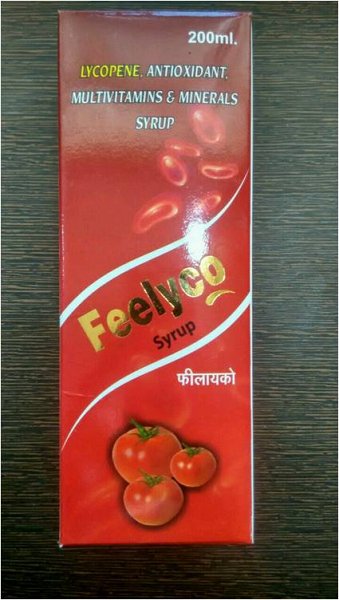 200ml.
LYCOPENE, ANTIOXIDANT,
MULTIVITAMINS & MINERALS
SYRUP
Feelyco
Syrup
फीलायको